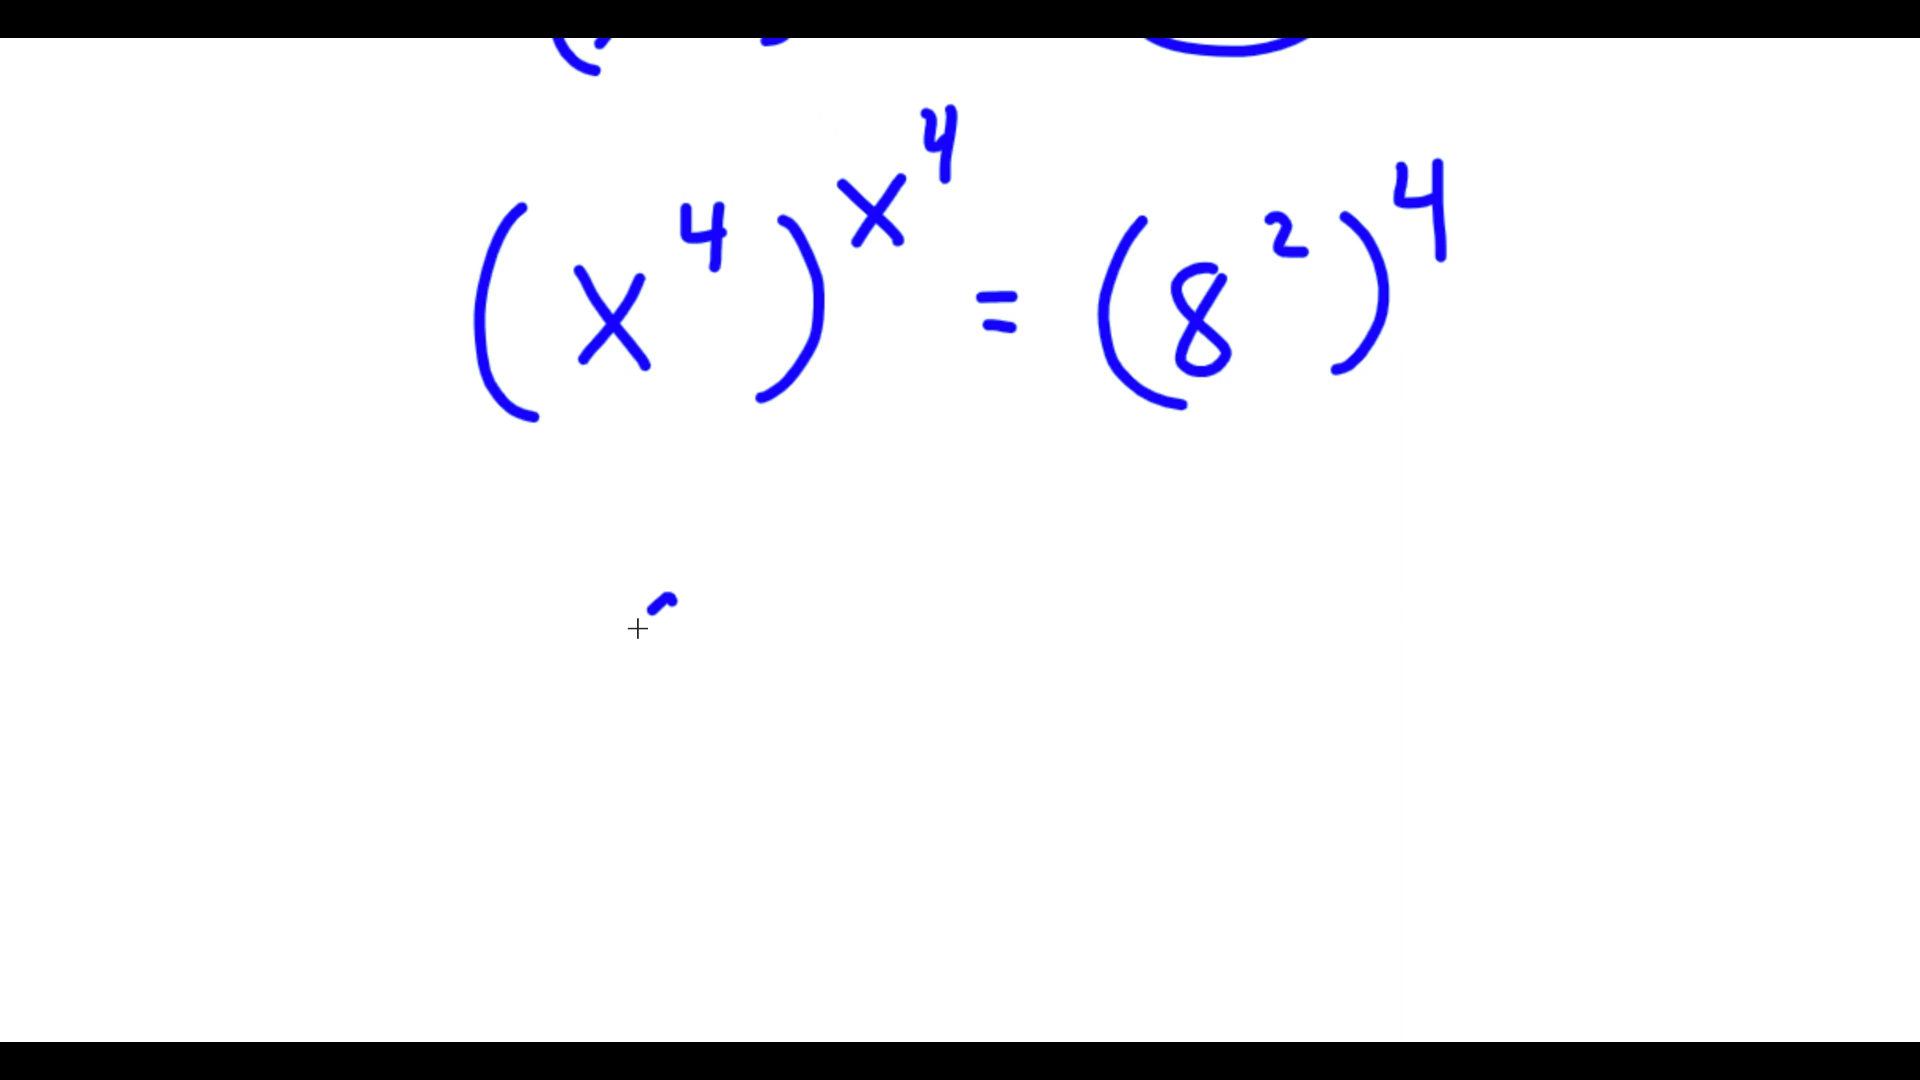 (x⁴)^x⁴ = (8²)⁴